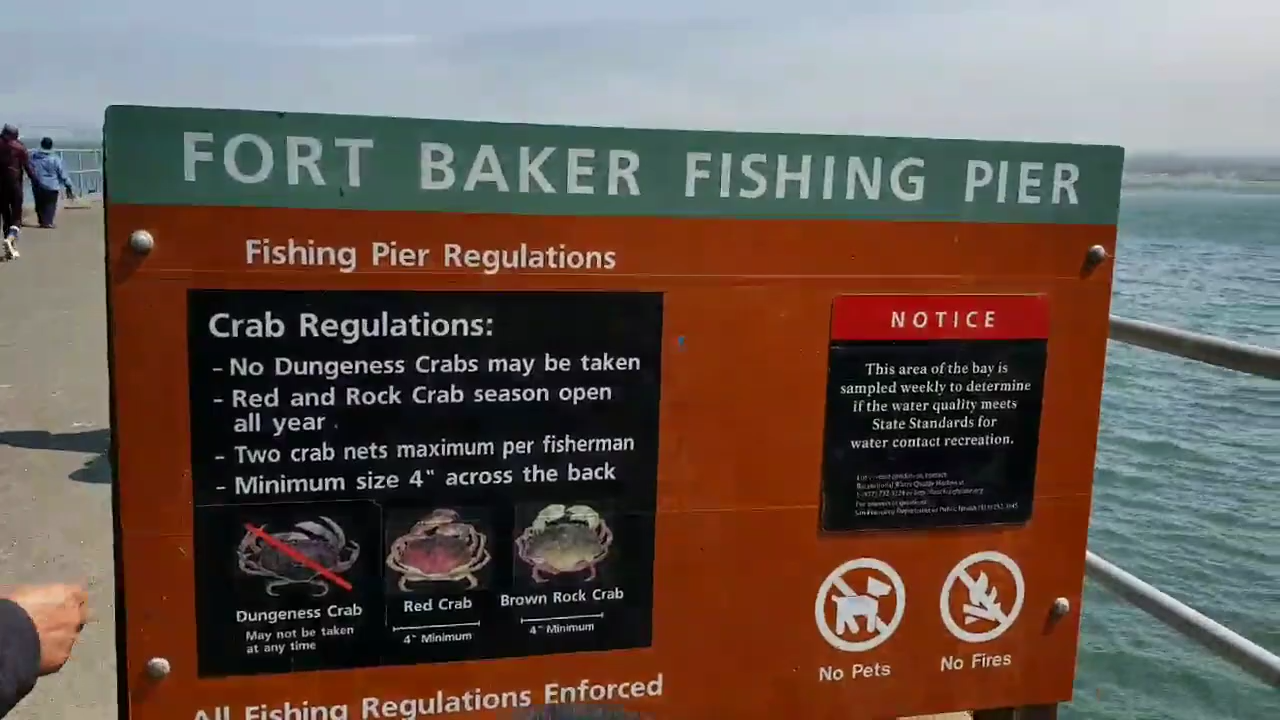 FORT BAKER FISHING PIER
Fishing Pier Regulations
Crab Regulations:
- No Dungeness Crabs may be taken
- Red and Rock Crab season open
all year
- Two crab nets maximum per fisherman
- Minimum size 4" across the back
Dungeness Crab
May not be taken
at any time
Red Crab
4" Minimum
Brown Rock Crab
4" Minimum
All Fishing Regulations Enforced
NOTICE
This area of the bay is
sampled weekly to determine
if the water quality meets
State Standards for
water contact recreation.
No Pets
No Fires